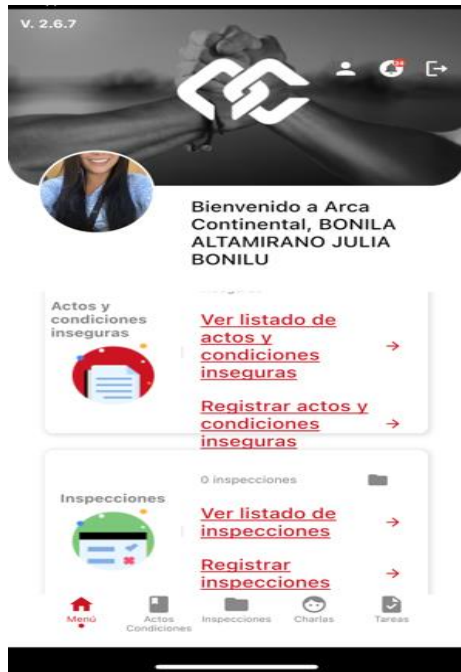 V. 2.6.7
Bienvenido a Arca
Continental, BONILA
ALTAMIRANO JULIA
BONILU
Actos y
condiciones
inseguras
Ver listado de
actos y
condiciones
inseguras
Registrar actos y
condiciones
inseguras
0 inspecciones
Inspecciones
Ver listado de
inspecciones
Registrar
inspecciones
Menú
Actos
Condiciones
Inspecciones
Charlas
Tareas